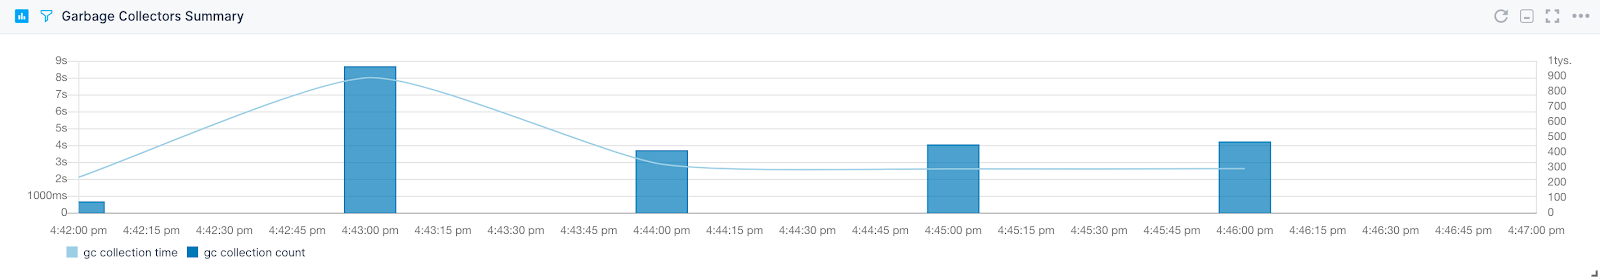 Garbage Collectors Summary
9s
8s
7s
6s
5s
4s
3s
2s
1000ms
0
1tys.
900
800
700
600
500
400
300
200
100
0
4:42:00 pm 4:42:15 pm 4:42:30 pm 4:42:45 pm 4:43:00 pm 4:43:15 pm 4:43:30 pm 4:43:45 pm 4:44:00 pm 4:44:15 pm 4:44:30 pm 4:44:45 pm 4:45:00 pm 4:45:15 pm 4:45:30 pm 4:45:45 pm 4:46:00 pm 4:46:15 pm 4:46:30 pm 4:46:45 pm 4:47:00 pm
gc collection time gc collection count